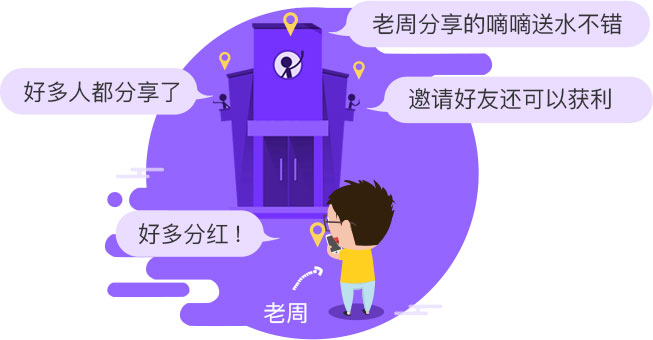 老周分享的嘀嘀送水不错
好多人都分享了
邀请好友还可以获利
好多分红！
老周